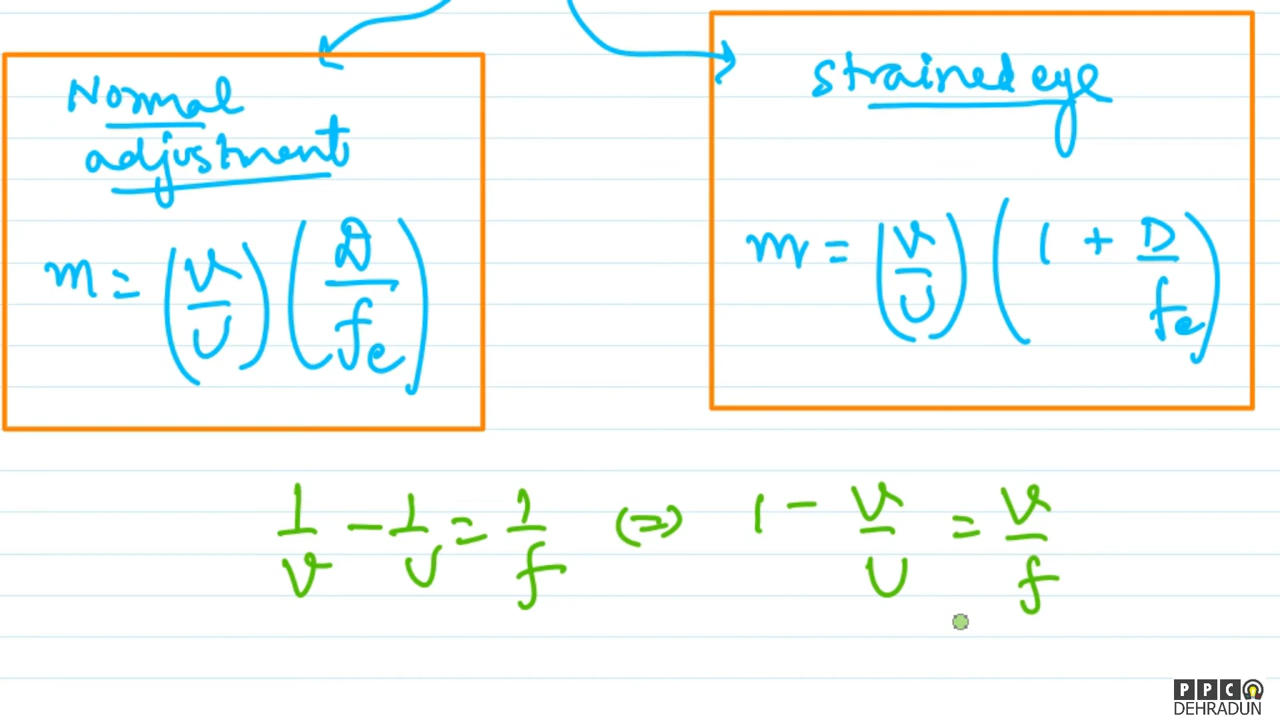 Normal
adjustment
m = (v/u) (D/fe)
strained eye
m = (v/u) (1 + D/fe)
1/v - 1/u = 1/f (=) 1 - v/u = v/f
PPC
DEHRADUN